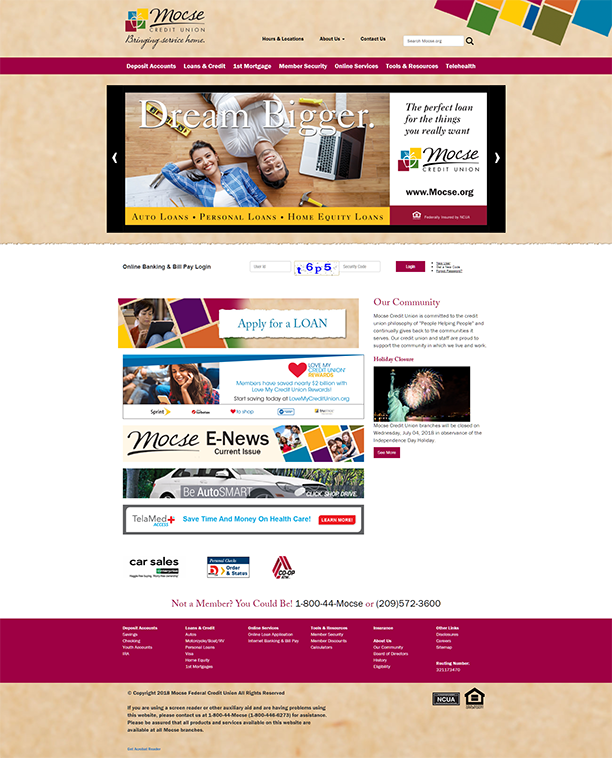 Mocse
CREDIT UNION
Bringing service home.
Hours & Locations
About Us
Contact Us
Search Mocse.org
Deposit Accounts
Loans & Credit
1st Mortgage
Member Security
Online Services
Tools & Resources
Telehealth
Dream Bigger.
AUTO LOANS • PERSONAL LOANS • HOME EQUITY LOANS
The perfect loan
for the things
you really want
Mocse
CREDIT UNION
www.Mocse.org
Federally Insured by NCUA
Online Banking & Bill Pay Login
User Id
t6p5
Security Code
Login
New User
Get a New Code
Forgot Password?
Apply for a LOAN
LOVE MY
CREDIT UNION
REWARDS
Members have saved nearly $2 billion with
Love My Credit Union Rewards!
Start saving today at LoveMyCreditUnion.org
Sprint
to shop
Mocse E-News
Current Issue
Be AutoSMART
CLICK. SHOP. DRIVE.
TelaMed+
ACCESS
Save Time And Money On Health Care!
LEARN MORE!
Our Community
Mocse Credit Union is committed to the credit
union philosophy of "People Helping People" and
continually gives back to the communities it
serves. Our credit union and staff are proud to
support the community in which we live and work.
Holiday Closure
Mocse Credit Union branches will be closed on
Wednesday, July 04, 2018 in observance of the
Independence Day Holiday.
See More
car sales
enterprise
Haggle-free buying. Worry-free ownership.
Personal Checks
Order
& Status
CO-OP
ATM
Not a Member? You Could Be! 1-800-44-Mocse or (209)572-3600
Deposit Accounts
Savings
Checking
Youth Accounts
IRA
Loans & Credit
Autos
Motorcycle/Boat/RV
Personal Loans
Visa
Home Equity
1st Mortgages
Online Services
Online Loan Application
Internet Banking & Bill Pay
Tools & Resources
Member Security
Member Discounts
Calculators
Insurance
About Us
Our Community
Board of Directors
History
Eligibility
Other Links
Disclosures
Careers
Sitemap
Routing Number:
321173470
© Copyright 2018 Mocse Federal Credit Union All Rights Reserved
If you are using a screen reader or other auxiliary aid and are having problems using
this website, please contact us at 1-800-44-Mocse (1-800-446-6273) for assistance.
Please be assured that all products and services available on this website are
available at all Mocse branches.
Get Acrobat Reader
NCUA